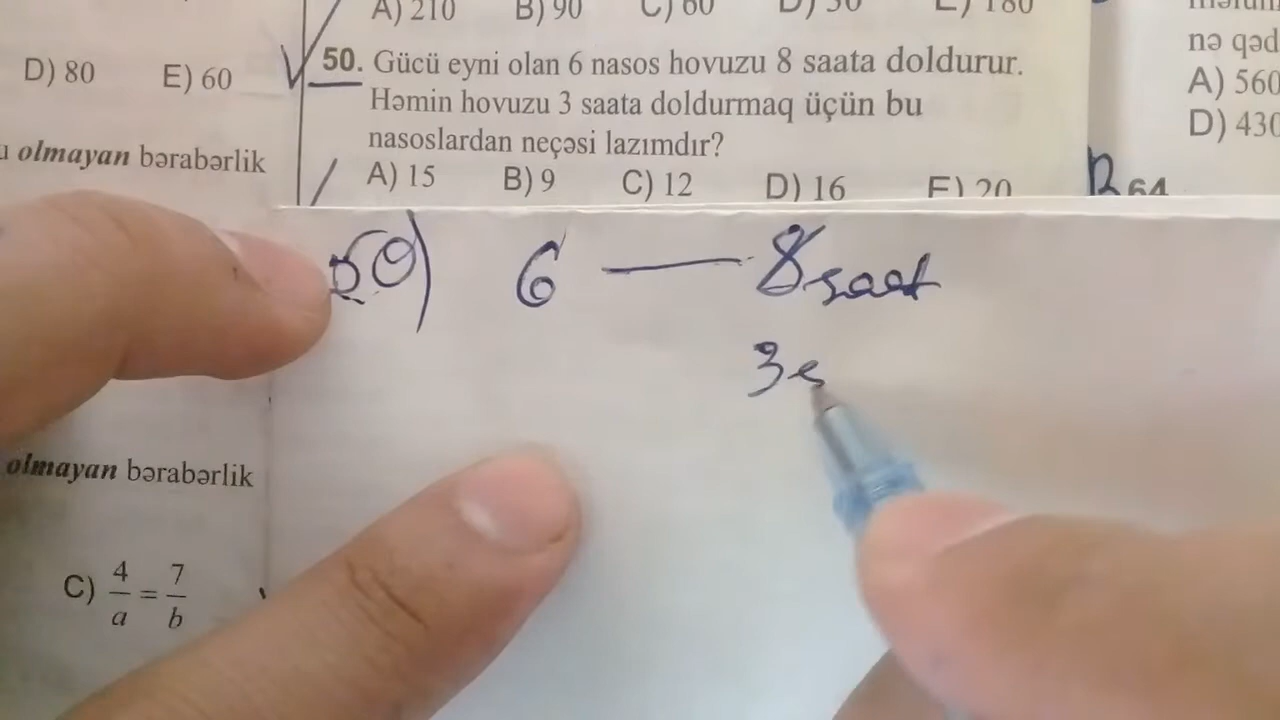 A) 210 B) 90 C) 60 D) 30 E) 180
D) 80 E) 60
olmayan bərabərlik
olmayan bərabərlik
C) 4/a = 7/b
50. Gücü eyni olan 6 nasos hovuzu 8 saata doldurur.
Həmin hovuzu 3 saata doldurmaq üçün bu
nasoslardan neçəsi lazımdır?
A) 15 B) 9 C) 12 D) 16 E) 20
50) 6 — 8 saat
3 s
nə qəd
A) 560
D) 430
64